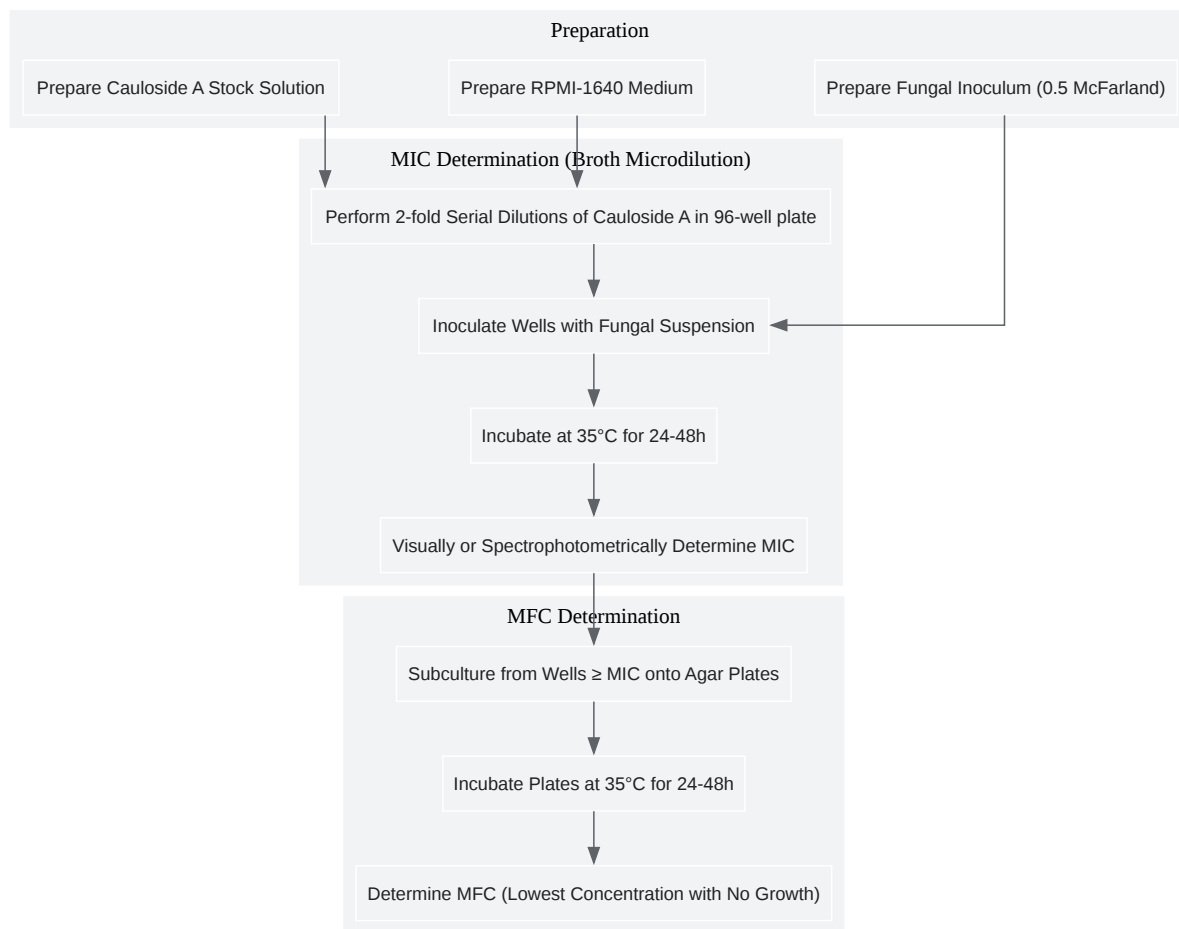 Preparation
Prepare Cauloside A Stock Solution
Prepare RPMI-1640 Medium
Prepare Fungal Inoculum (0.5 McFarland)
MIC Determination (Broth Microdilution)
Perform 2-fold Serial Dilutions of Cauloside A in 96-well plate
Inoculate Wells with Fungal Suspension
Incubate at 35°C for 24-48h
Visually or Spectrophotometrically Determine MIC
MFC Determination
Subculture from Wells ≥ MIC onto Agar Plates
Incubate Plates at 35°C for 24-48h
Determine MFC (Lowest Concentration with No Growth)